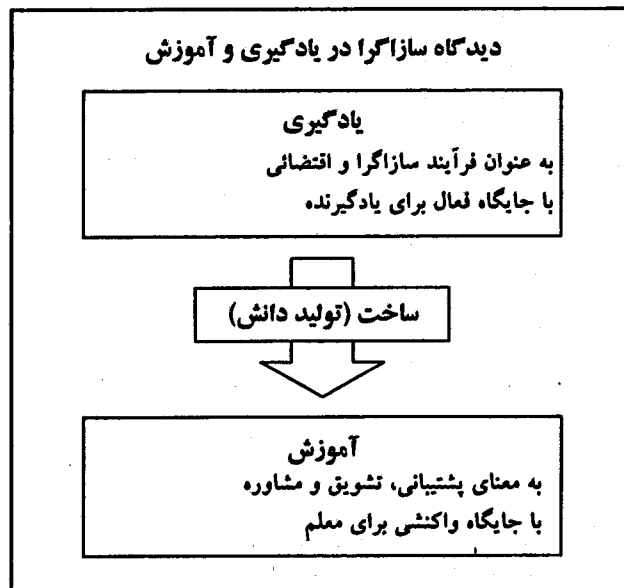 دیدگاه سازاگرا در یادگیری و آموزش
یادگیری
به عنوان فرآیند سازاگرا و اقتضائی
با جایگاه فعال برای یادگیرنده
ساخت (تولید دانش)
آموزش
به معنای پشتیبانی، تشویق و مشاوره
با جایگاه واکنشی برای معلم